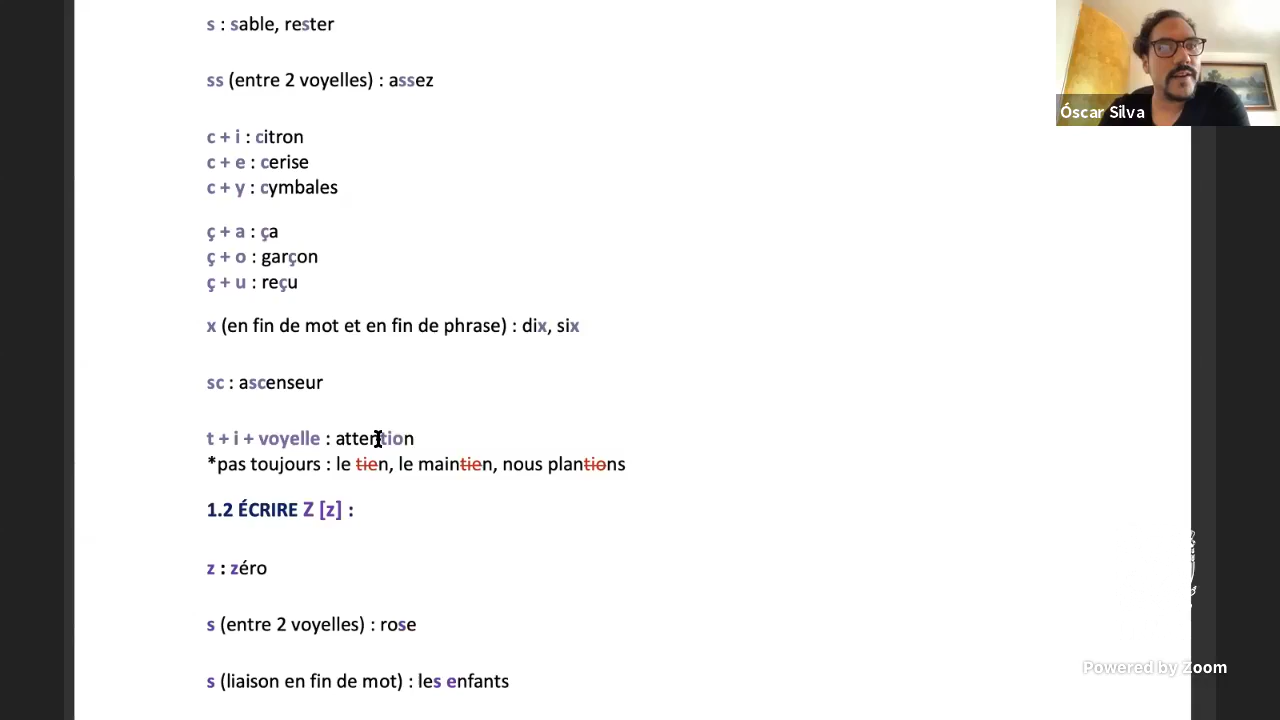 s : sable, rester
Óscar Silva
ss (entre 2 voyelles) : assez
c + i : citron
c + e : cerise
c + y : cymbales
ç + a : ça
ç + o : garçon
ç + u : reçu
x (en fin de mot et en fin de phrase) : dix, six
sc : ascenseur
t + i + voyelle : attention
*pas toujours : le tien, le maintien, nous plantions
1.2 ÉCRIRE Z [z] :
z : zéro
s (entre 2 voyelles) : rose
Powered by Zoom
s (liaison en fin de mot) : les enfants